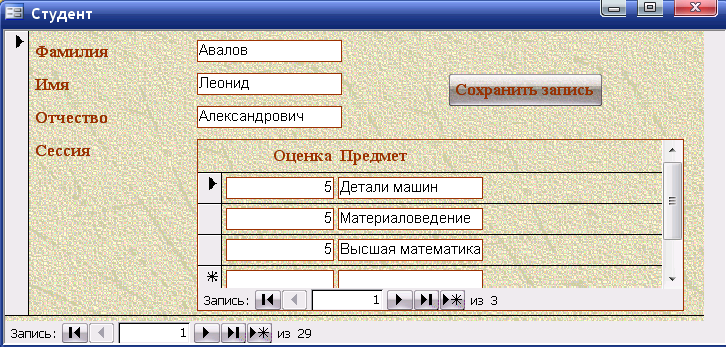 Студент
Фамилия Авалов
Имя Леонид
Сохранить запись
Отчество Александрович
Сессия
Оценка Предмет
5 Детали машин
5 Материаловедение
5 Высшая математика
Запись: 1 из 3
Запись: 1 из 29